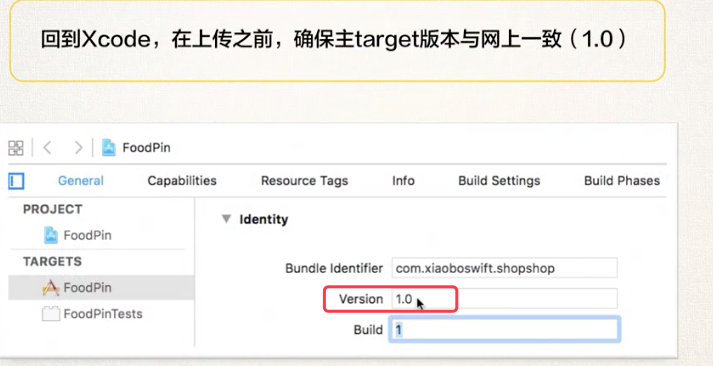 回到Xcode，在上传之前，确保主target版本与网上一致（1.0）
FoodPin
General Capabilities Resource Tags Info Build Settings Build Phases
PROJECT
FoodPin
TARGETS
FoodPin
FoodPinTests
Identity
Bundle Identifier com.xiaoboswift.shopshop
Version 1.0
Build 1